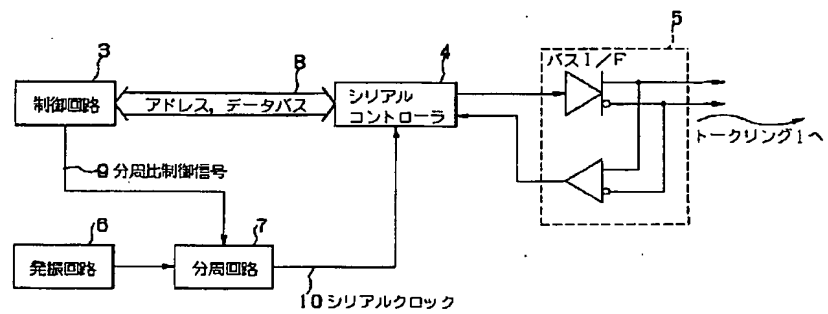 3
制御回路
8
アドレス，データバス
4
シリアル
コントローラ
5
バスI／F
トークリング1へ
9 分周比制御信号
6
発振回路
7
分周回路
10 シリアルクロック